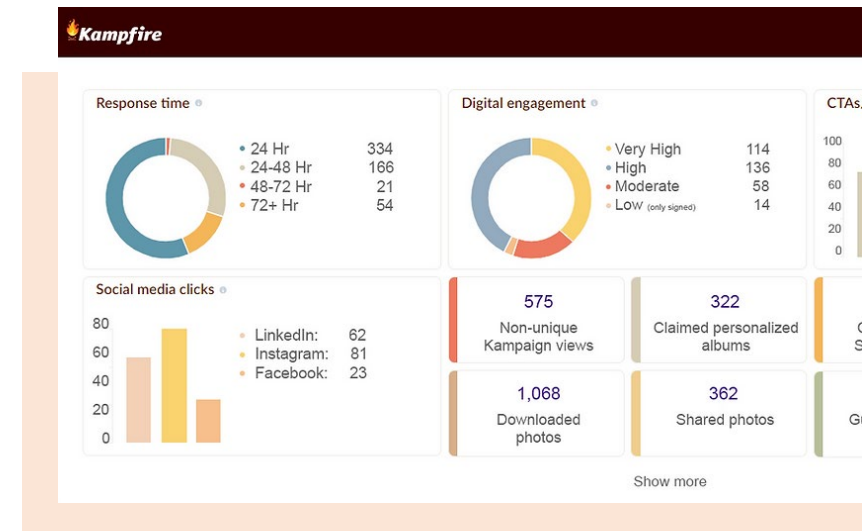 Kampfire
Response time
24 Hr 334
24-48 Hr 166
48-72 Hr 21
72+ Hr 54
Digital engagement
Very High 114
High 136
Moderate 58
Low (only signed) 14
CTAs
100
80
60
40
20
0
Social media clicks
80
60
40
20
0
LinkedIn: 62
Instagram: 81
Facebook: 23
575
Non-unique
Kampaign views
322
Claimed personalized
albums
1,068
Downloaded
photos
362
Shared photos
Show more